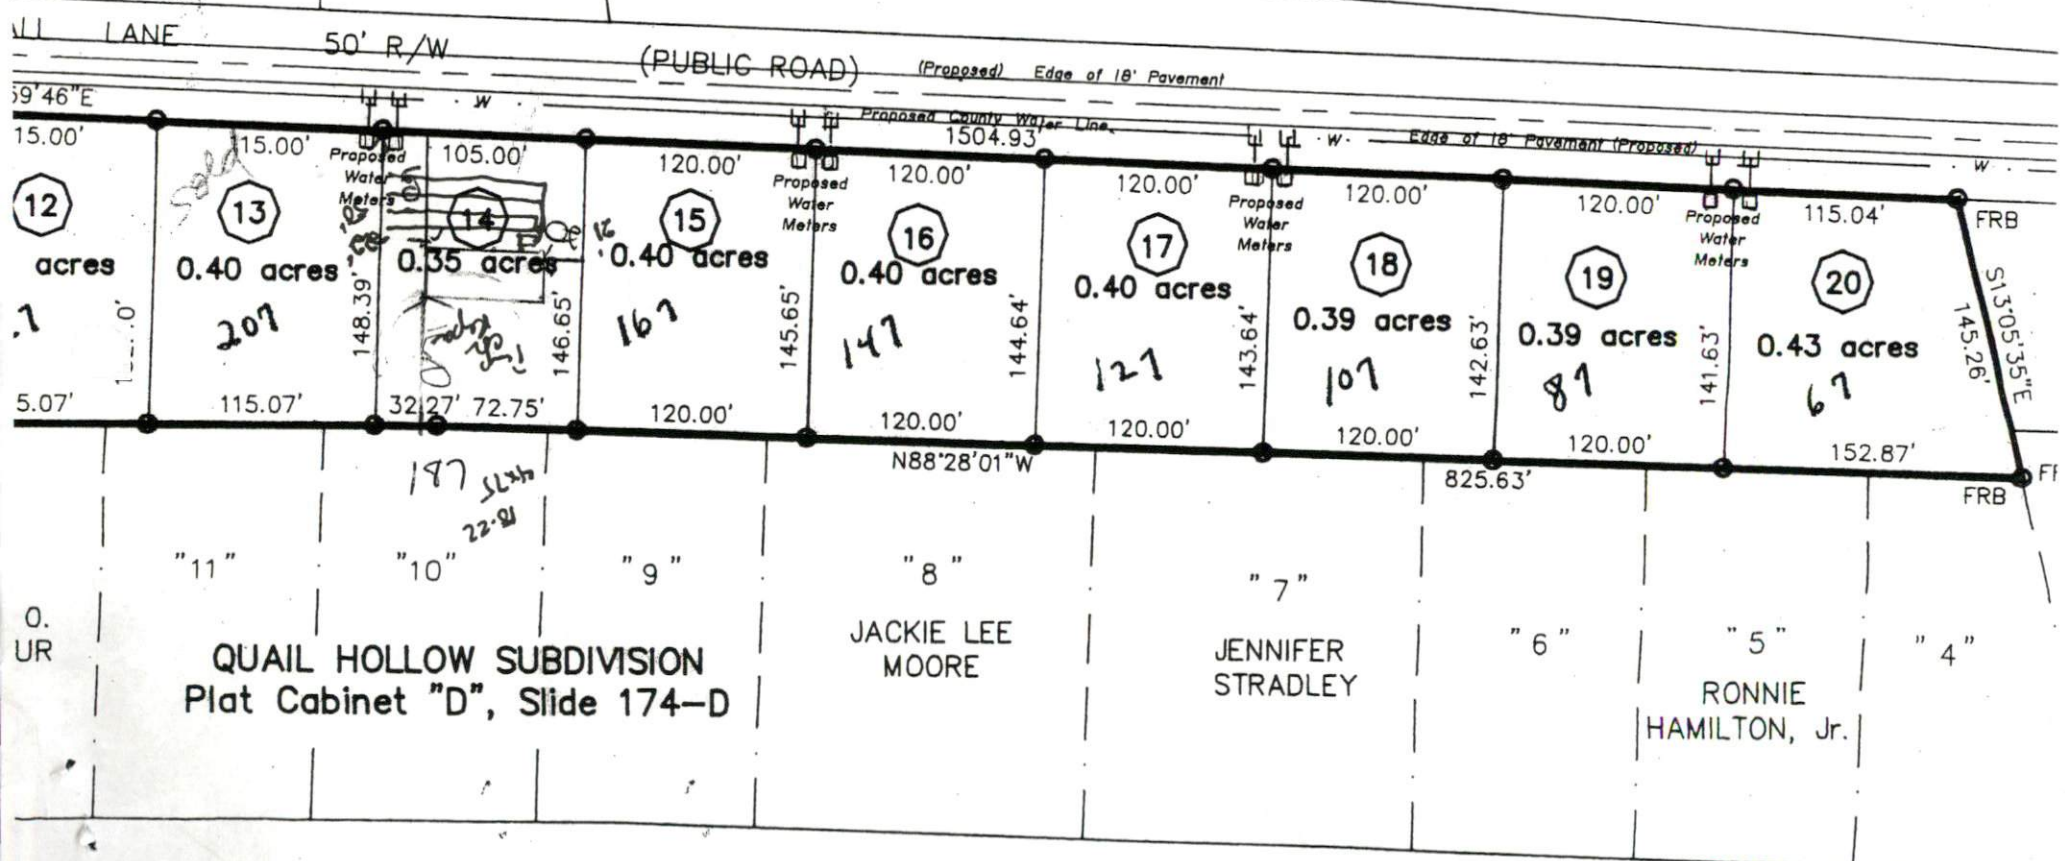 LANE 50' R/W (PUBLIC ROAD) (Proposed) Edge of 18' Pavement
59'46"E W Proposed County Water Line W Edge of 18' Pavement (Proposed) W
1504.93'
15.00' 115.00' 105.00' 120.00' 120.00' 120.00' 120.00' 120.00' 115.04' FRB
Sold
Proposed
Water
Meters
Proposed
Water
Meters
Proposed
Water
Meters
Proposed
Water
Meters
12 13 14 15 16 17 18 19 20
acres 0.40 acres 0.35 acres 0.40 acres 0.40 acres 0.40 acres 0.39 acres 0.39 acres 0.43 acres
207 167 147 127 107 87 67
148.39' 146.65' 145.65' 144.64' 143.64' 142.63' 141.63' 145.26' S13°05'35"E
5.07' 115.07' 32.27' 72.75' 120.00' 120.00' 120.00' 120.00' 120.00' 152.87'
N88°28'01"W 825.63' FRB
187
4x75
18-22
"11" "10" "9" "8" "7" "6" "5" "4"
O.
UR
QUAIL HOLLOW SUBDIVISION
Plat Cabinet "D", Slide 174-D
JACKIE LEE
MOORE
JENNIFER
STRADLEY
RONNIE
HAMILTON, Jr.